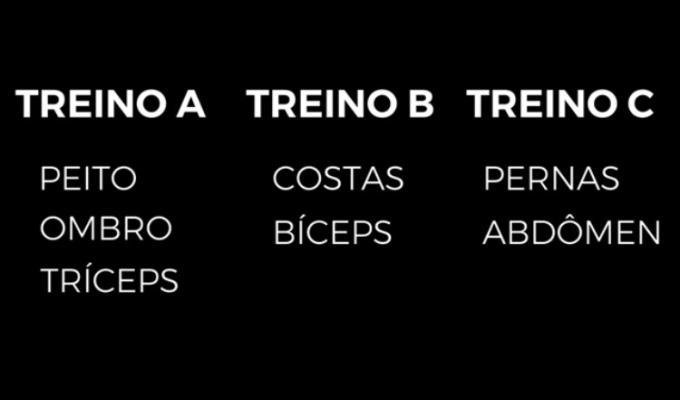 TREINO A
PEITO
OMBRO
TRÍCEPS
TREINO B
COSTAS
BÍCEPS
TREINO C
PERNAS
ABDÔMEN